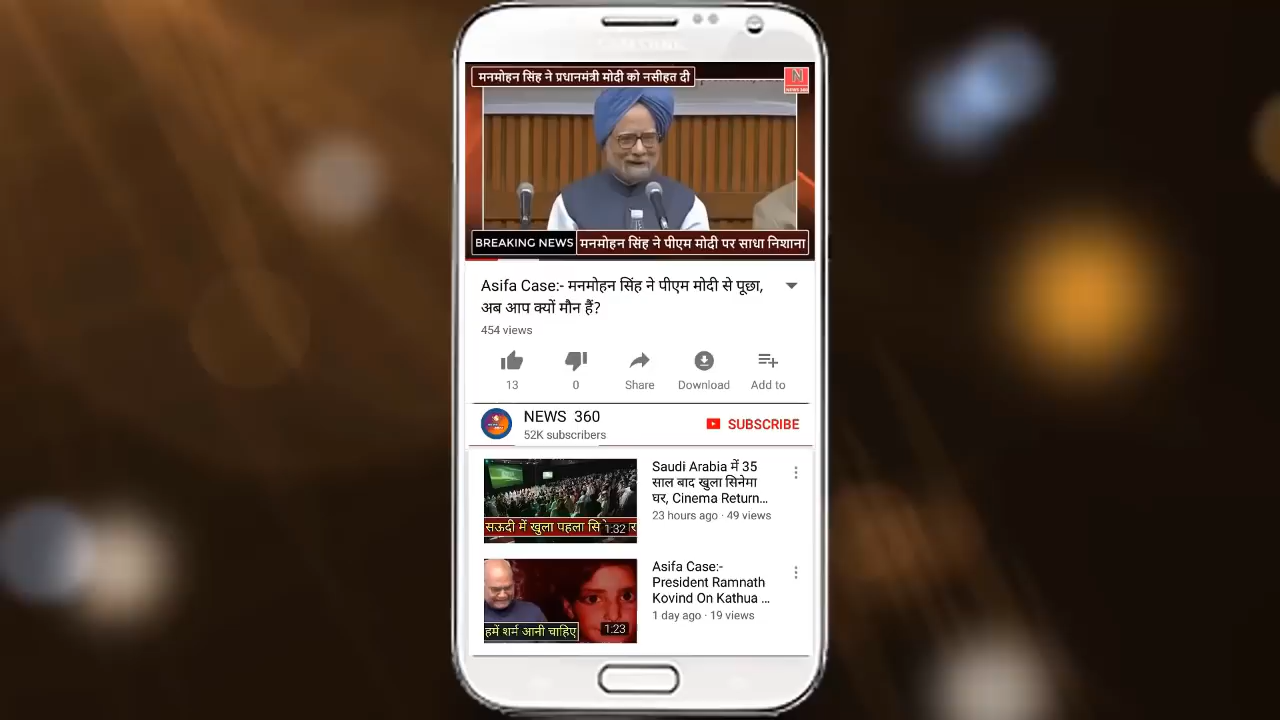 SAMSUNG
मनमोहन सिंह ने प्रधानमंत्री मोदी को नसीहत दी
N
NEWS 360
BREAKING NEWS
मनमोहन सिंह ने पीएम मोदी पर साधा निशाना
Asifa Case:- मनमोहन सिंह ने पीएम मोदी से पूछा,
अब आप क्यों मौन हैं?
454 views
13
0
Share
Download
Add to
NEWS 360
52K subscribers
SUBSCRIBE
सऊदी में खुला पहला
1:32
Saudi Arabia में 35
साल बाद खुला सिनेमा
घर, Cinema Return...
23 hours ago · 49 views
हमें शर्म आनी चाहिए
1:23
Asifa Case:-
President Ramnath
Kovind On Kathua ...
1 day ago · 19 views